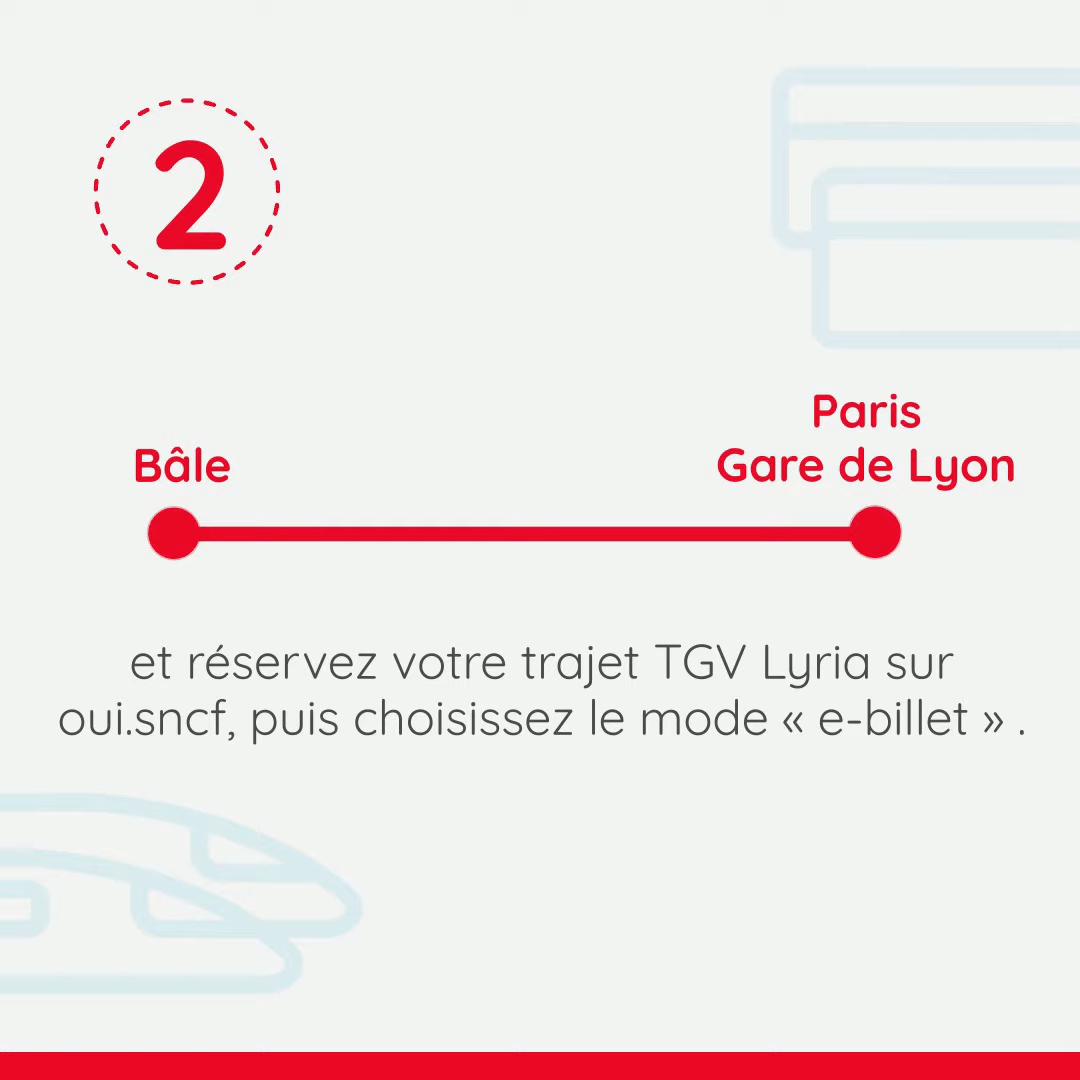 2
Bâle
Paris
Gare de Lyon
et réservez votre trajet TGV Lyria sur
oui.sncf, puis choisissez le mode « e-billet » .